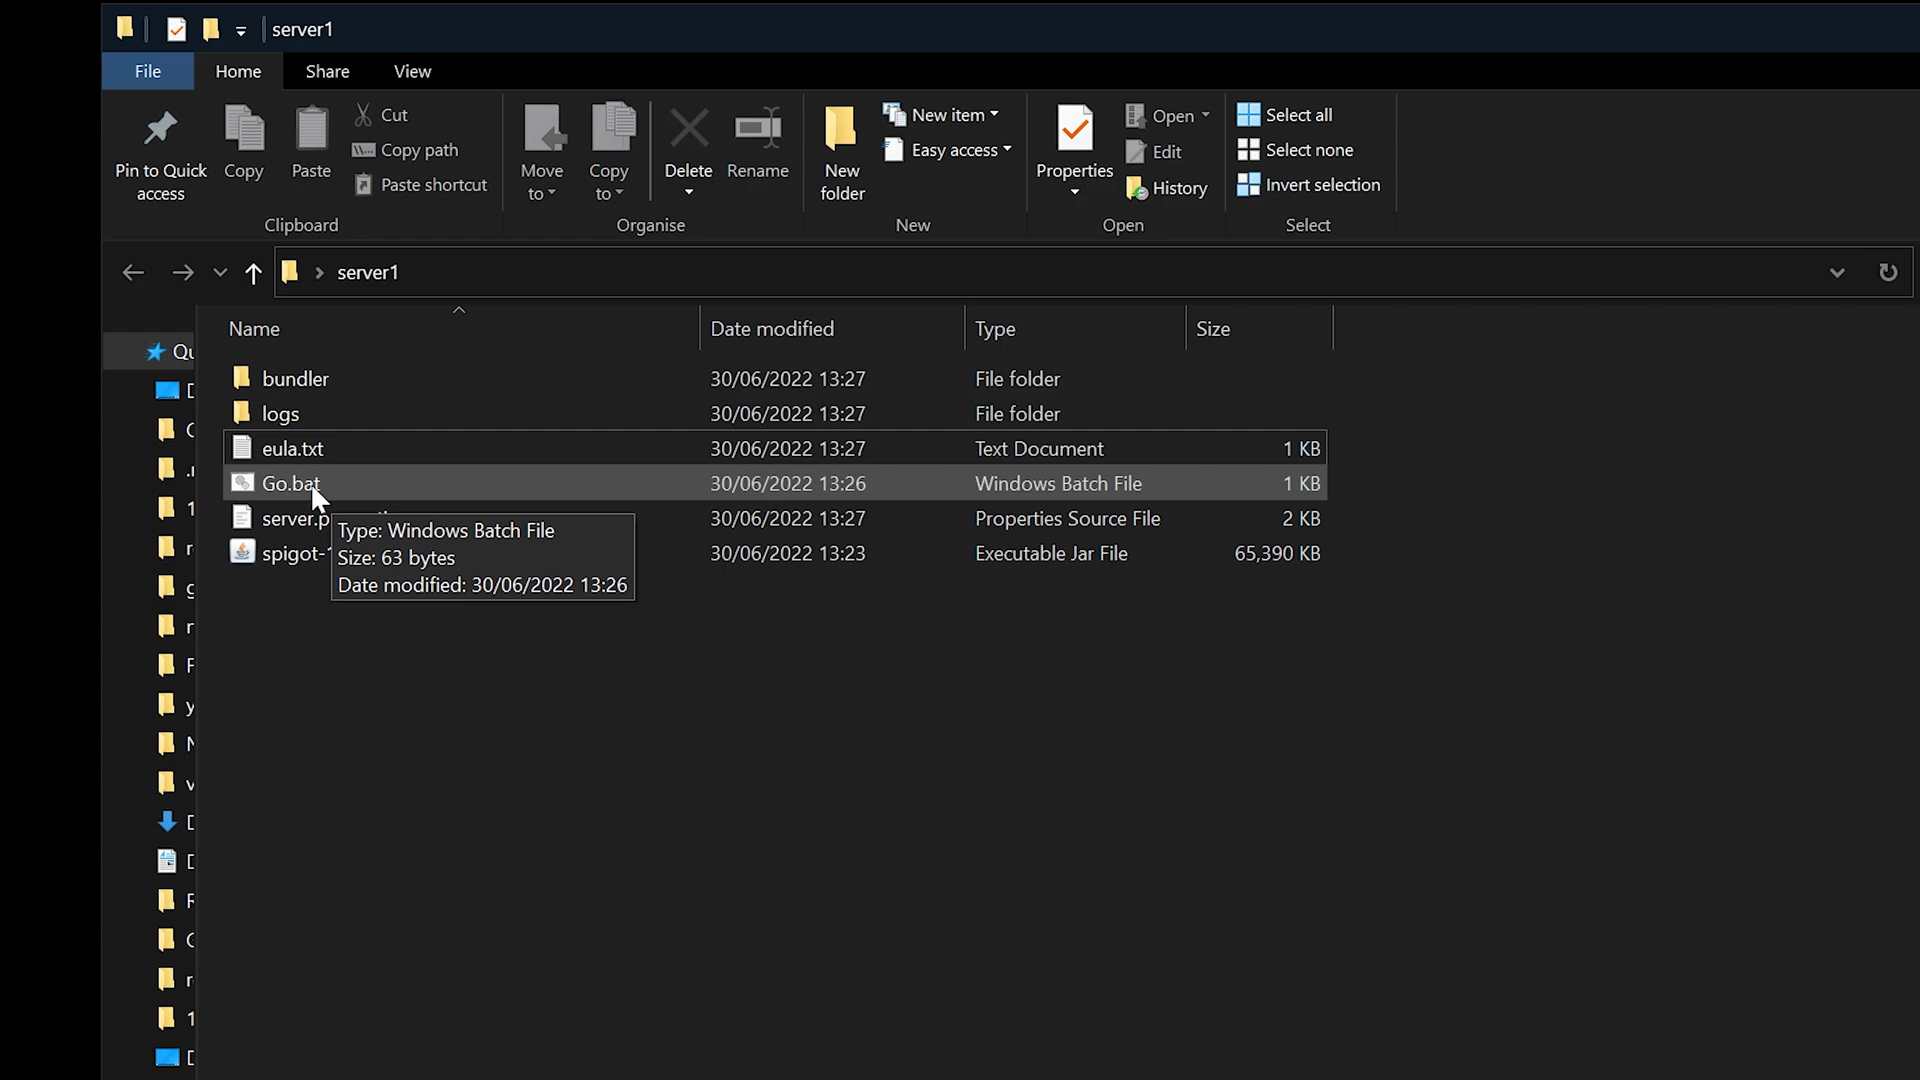 server1
File Home Share View
Pin to Quick access
Copy
Paste
Cut
Copy path
Paste shortcut
Clipboard
Move to
Copy to
Delete
Rename
Organise
New folder
New item
Easy access
New
Properties
Open
Edit
History
Open
Select all
Select none
Invert selection
Select
server1
Name Date modified Type Size
bundler 30/06/2022 13:27 File folder
logs 30/06/2022 13:27 File folder
eula.txt 30/06/2022 13:27 Text Document 1 KB
Go.bat 30/06/2022 13:26 Windows Batch File 1 KB
server.p 30/06/2022 13:27 Properties Source File 2 KB
spigot-1 30/06/2022 13:23 Executable Jar File 65,390 KB
Type: Windows Batch File
Size: 63 bytes
Date modified: 30/06/2022 13:26